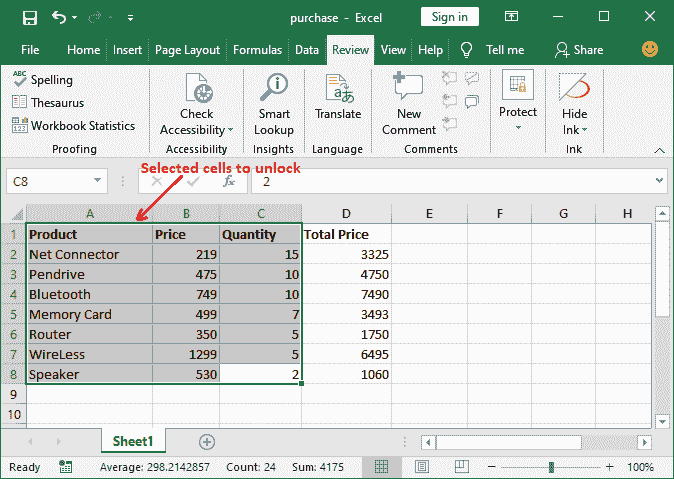 purchase - Excel
Sign in
File Home Insert Page Layout Formulas Data Review View Help Tell me Share
ABC Spelling
Thesaurus
123 Workbook Statistics
Proofing
Check Accessibility
Accessibility
Smart Lookup
Insights
Translate
Language
New Comment
Comments
Protect
Hide Ink
Ink
Selected cells to unlock
C8 fx 2
A B C D E F G H
1 Product Price Quantity Total Price
2 Net Connector 219 15 3325
3 Pendrive 475 10 4750
4 Bluetooth 749 10 7490
5 Memory Card 499 7 3493
6 Router 350 5 1750
7 WireLess 1299 5 6495
8 Speaker 530 2 1060
9
10
Sheet1
Ready Average: 298.2142857 Count: 24 Sum: 4175 100%